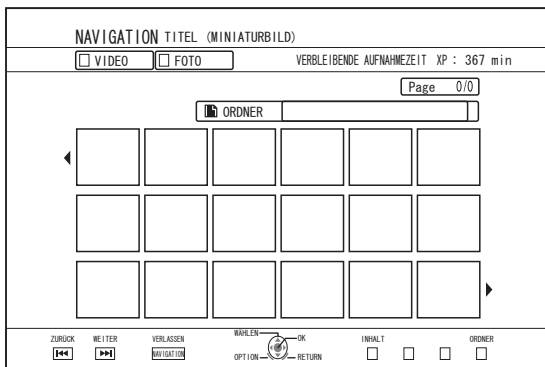 NAVIGATION TITEL (MINIATURBILD)
VIDEO FOTO VERBLEIBENDE AUFNAHMEZEIT XP : 367 min
Page 0/0
ORDNER
ZURÜCK WEITER VERLASSEN WÄHLEN OK INHALT ORDNER
NAVIGATION OPTION RETURN